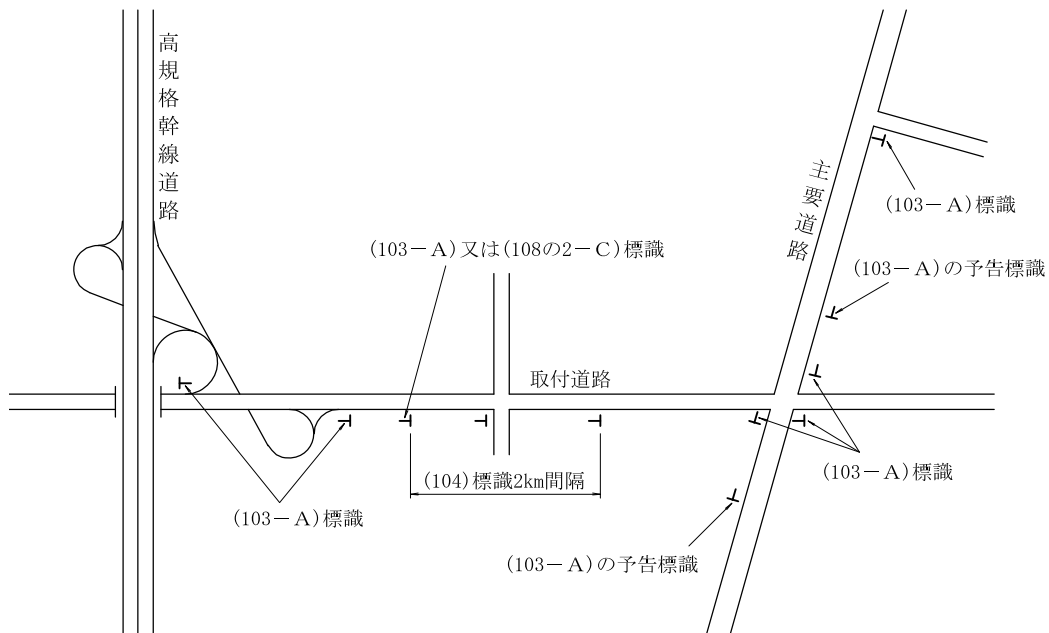 高規格幹線道路
主要道路
(103-A)標識
(103-A)又は(108の2-C)標識
(103-A)の予告標識
取付道路
(104)標識2km間隔
(103-A)標識
(103-A)標識
(103-A)の予告標識